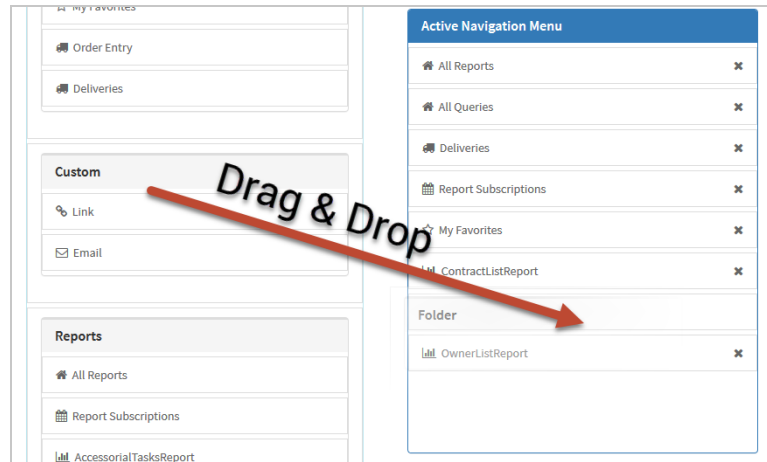 My Favorites
Order Entry
Deliveries
Custom
Link
Email
Reports
All Reports
Report Subscriptions
AccessorialTasksReport
Drag & Drop
Active Navigation Menu
All Reports
All Queries
Deliveries
Report Subscriptions
My Favorites
ContractListReport
Folder
OwnerListReport